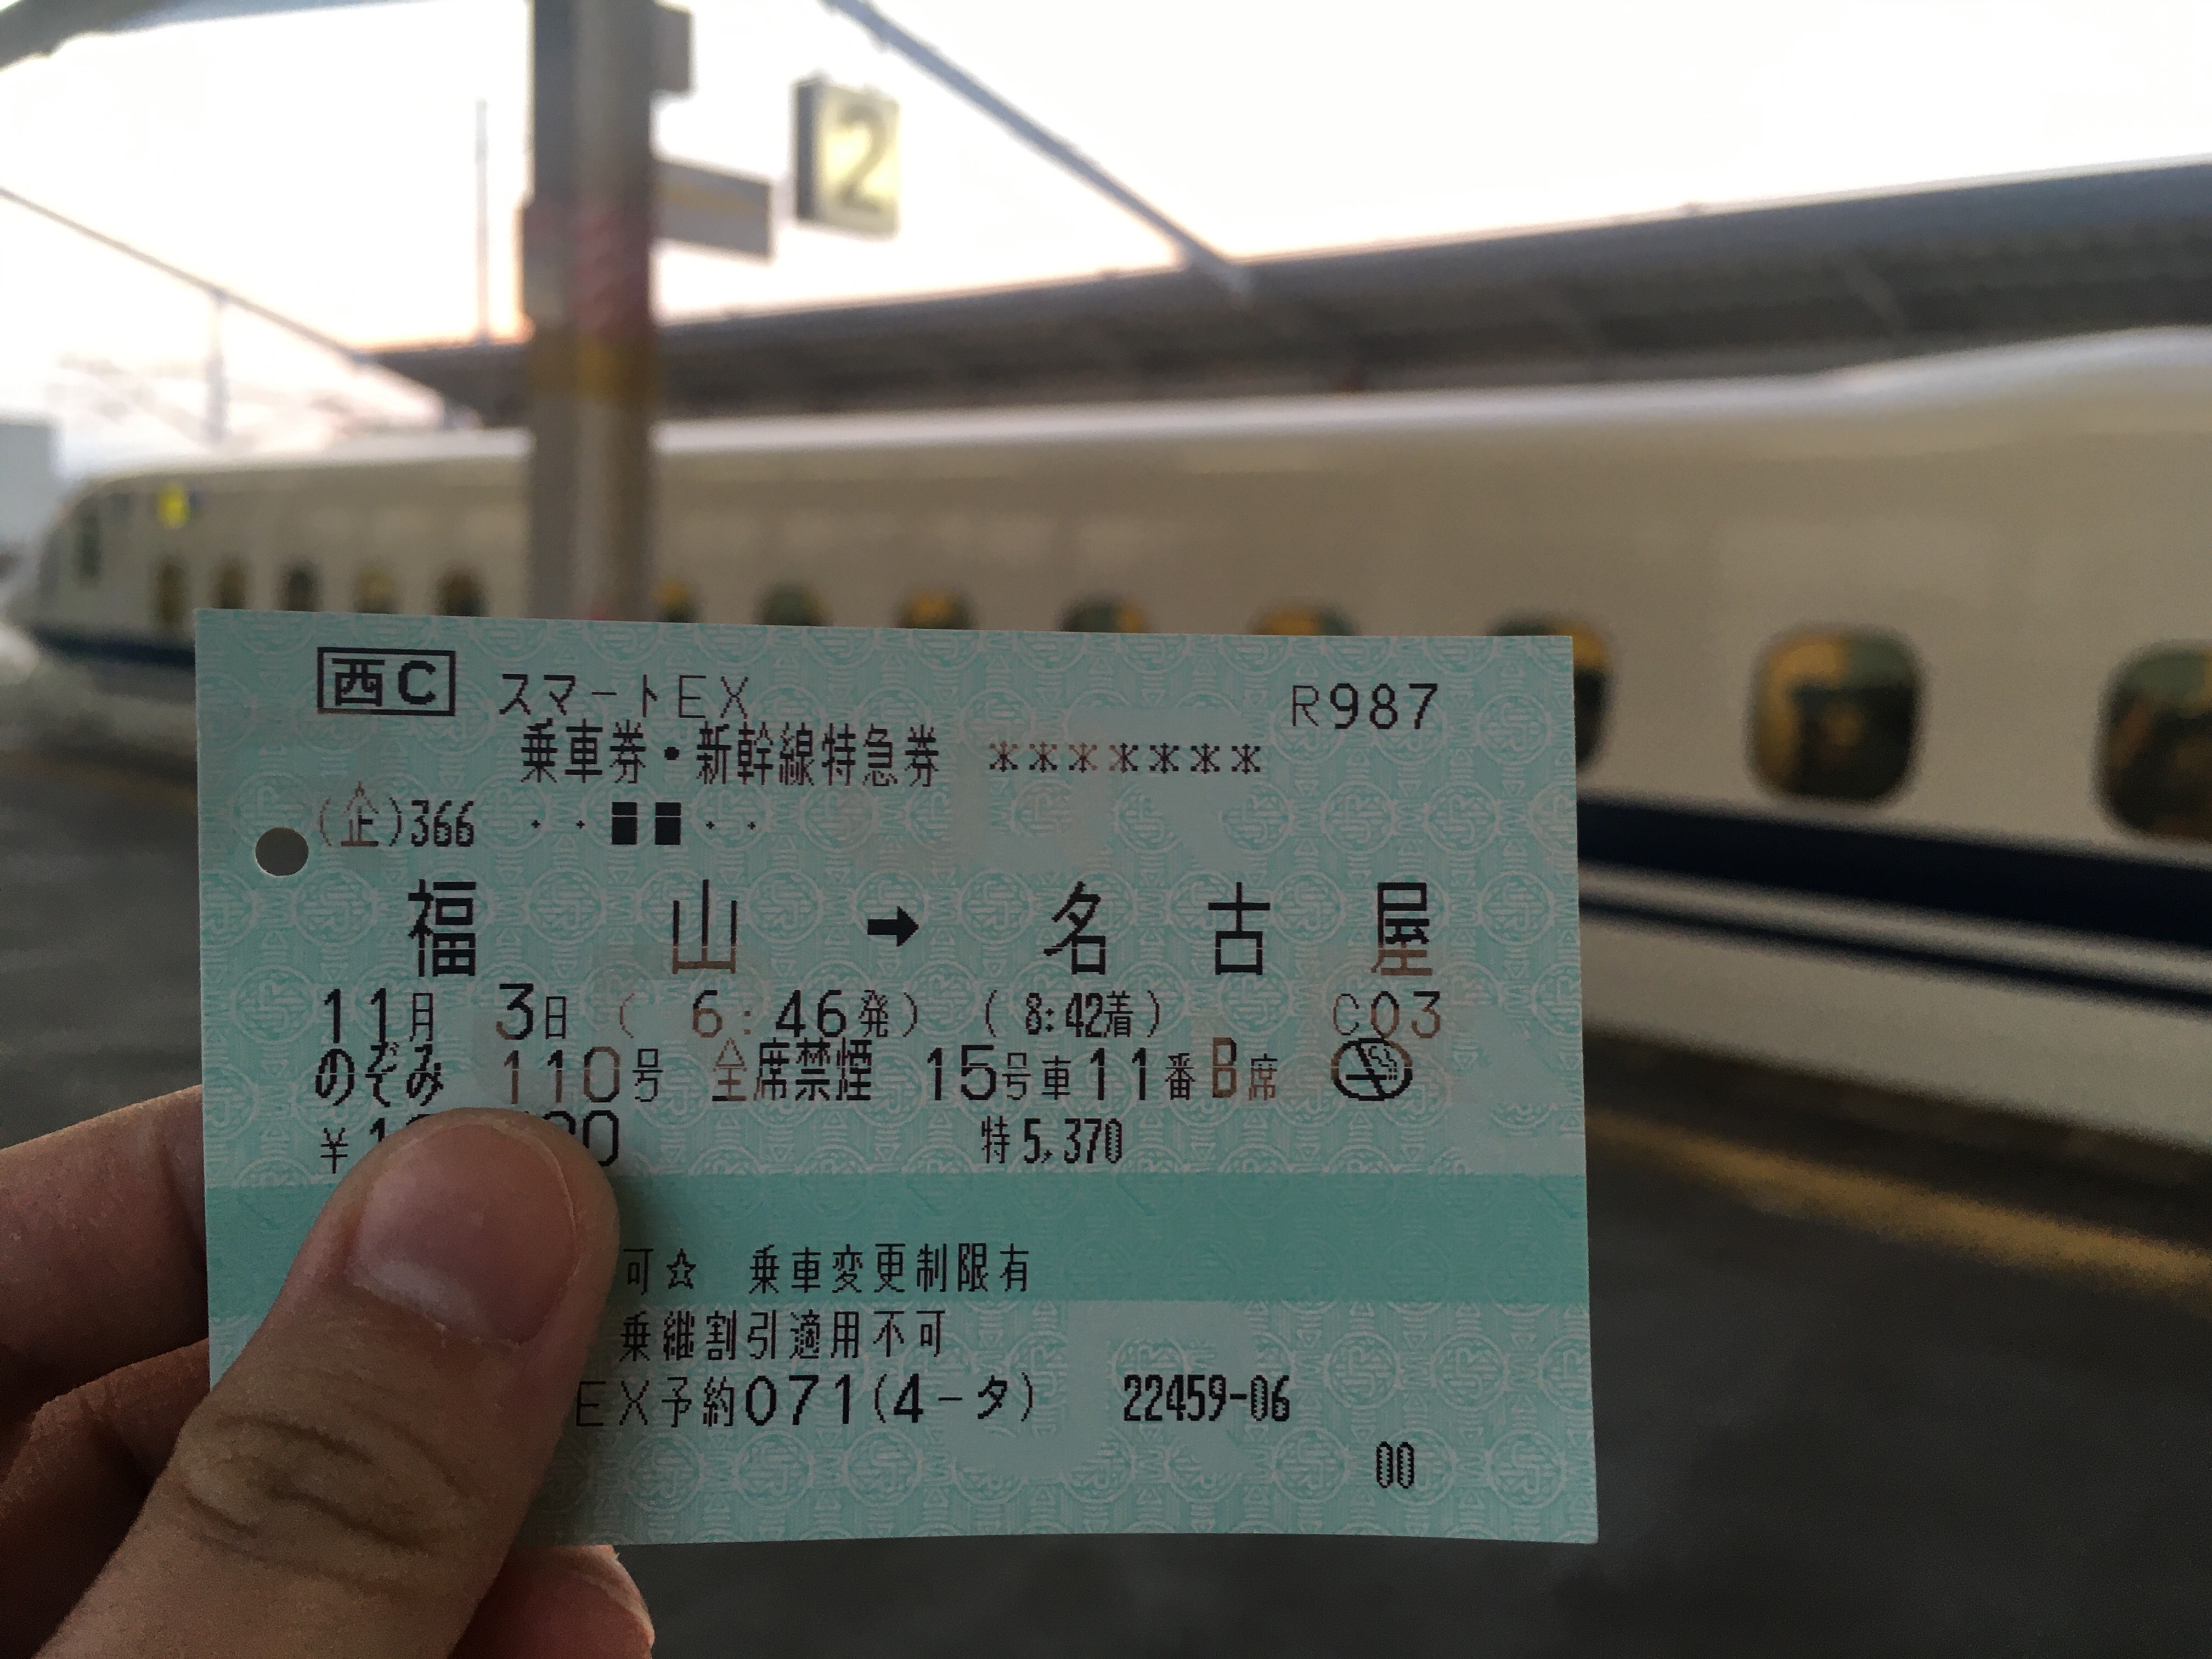 2
西C スマートEX R987
乗車券・新幹線特急券 *******
(企)366 ・・■■・・
福山→名古屋
11月 3日 ( 6:46発) (8:42着) C03
のぞみ 110号 全席禁煙 15号車11番B席
¥ 特5,370
可☆ 乗車変更制限有
乗継割引適用不可
EX予約071(4-タ) 22459-06
00